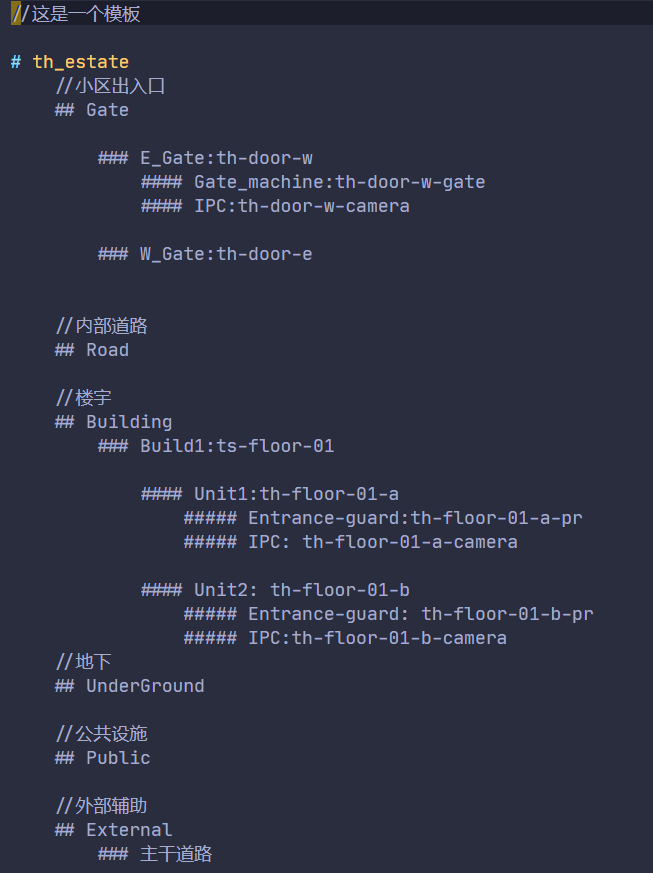 //这是一个模板
# th_estate
//小区出入口
## Gate
### E_Gate:th-door-w
#### Gate_machine:th-door-w-gate
#### IPC:th-door-w-camera
### W_Gate:th-door-e
//内部道路
## Road
//楼宇
## Building
### Build1:ts-floor-01
#### Unit1:th-floor-01-a
##### Entrance-guard:th-floor-01-a-pr
##### IPC: th-floor-01-a-camera
#### Unit2: th-floor-01-b
##### Entrance-guard: th-floor-01-b-pr
##### IPC:th-floor-01-b-camera
//地下
## UnderGround
//公共设施
## Public
//外部辅助
## External
### 主干道路